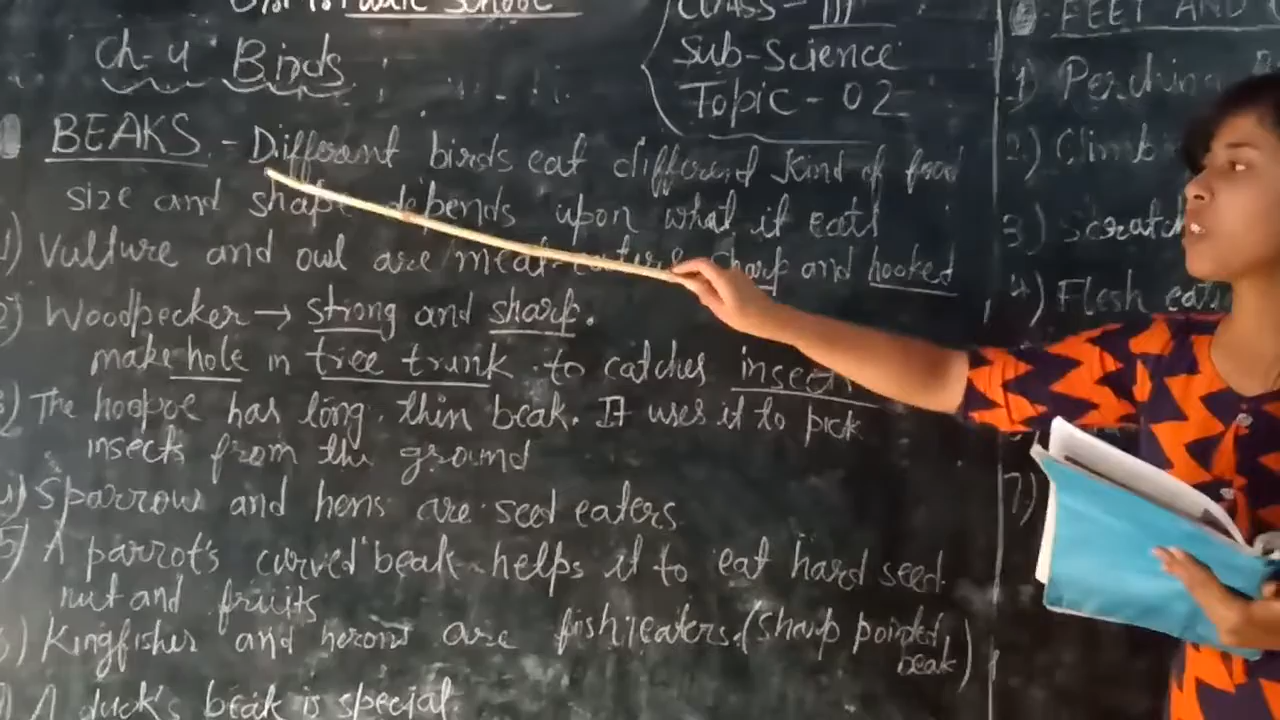 Public School
Ch-4 Birds
CLASS - III
Sub-Science
Topic - 02
BEAKS - Different birds eat different kind of food
size and shape depends upon what it eats
1) Vulture and owl are meat-eaters sharp and hooked
2) Woodpecker → strong and sharp.
make hole in tree trunk to catches insects
3) The hoopoe has long, thin beak. It uses it to pick
insects from the ground
4) Sparrow and hens are seed eaters
5) A parrot's curved beak helps it to eat hard seed
nut and fruits
6) Kingfisher and herons are fish eaters. (Sharp pointed
beak)
7) A duck's beak is special.
FEET AND
1) Perching
2) Climb
3) Scratch
4) Flesh eat
7)